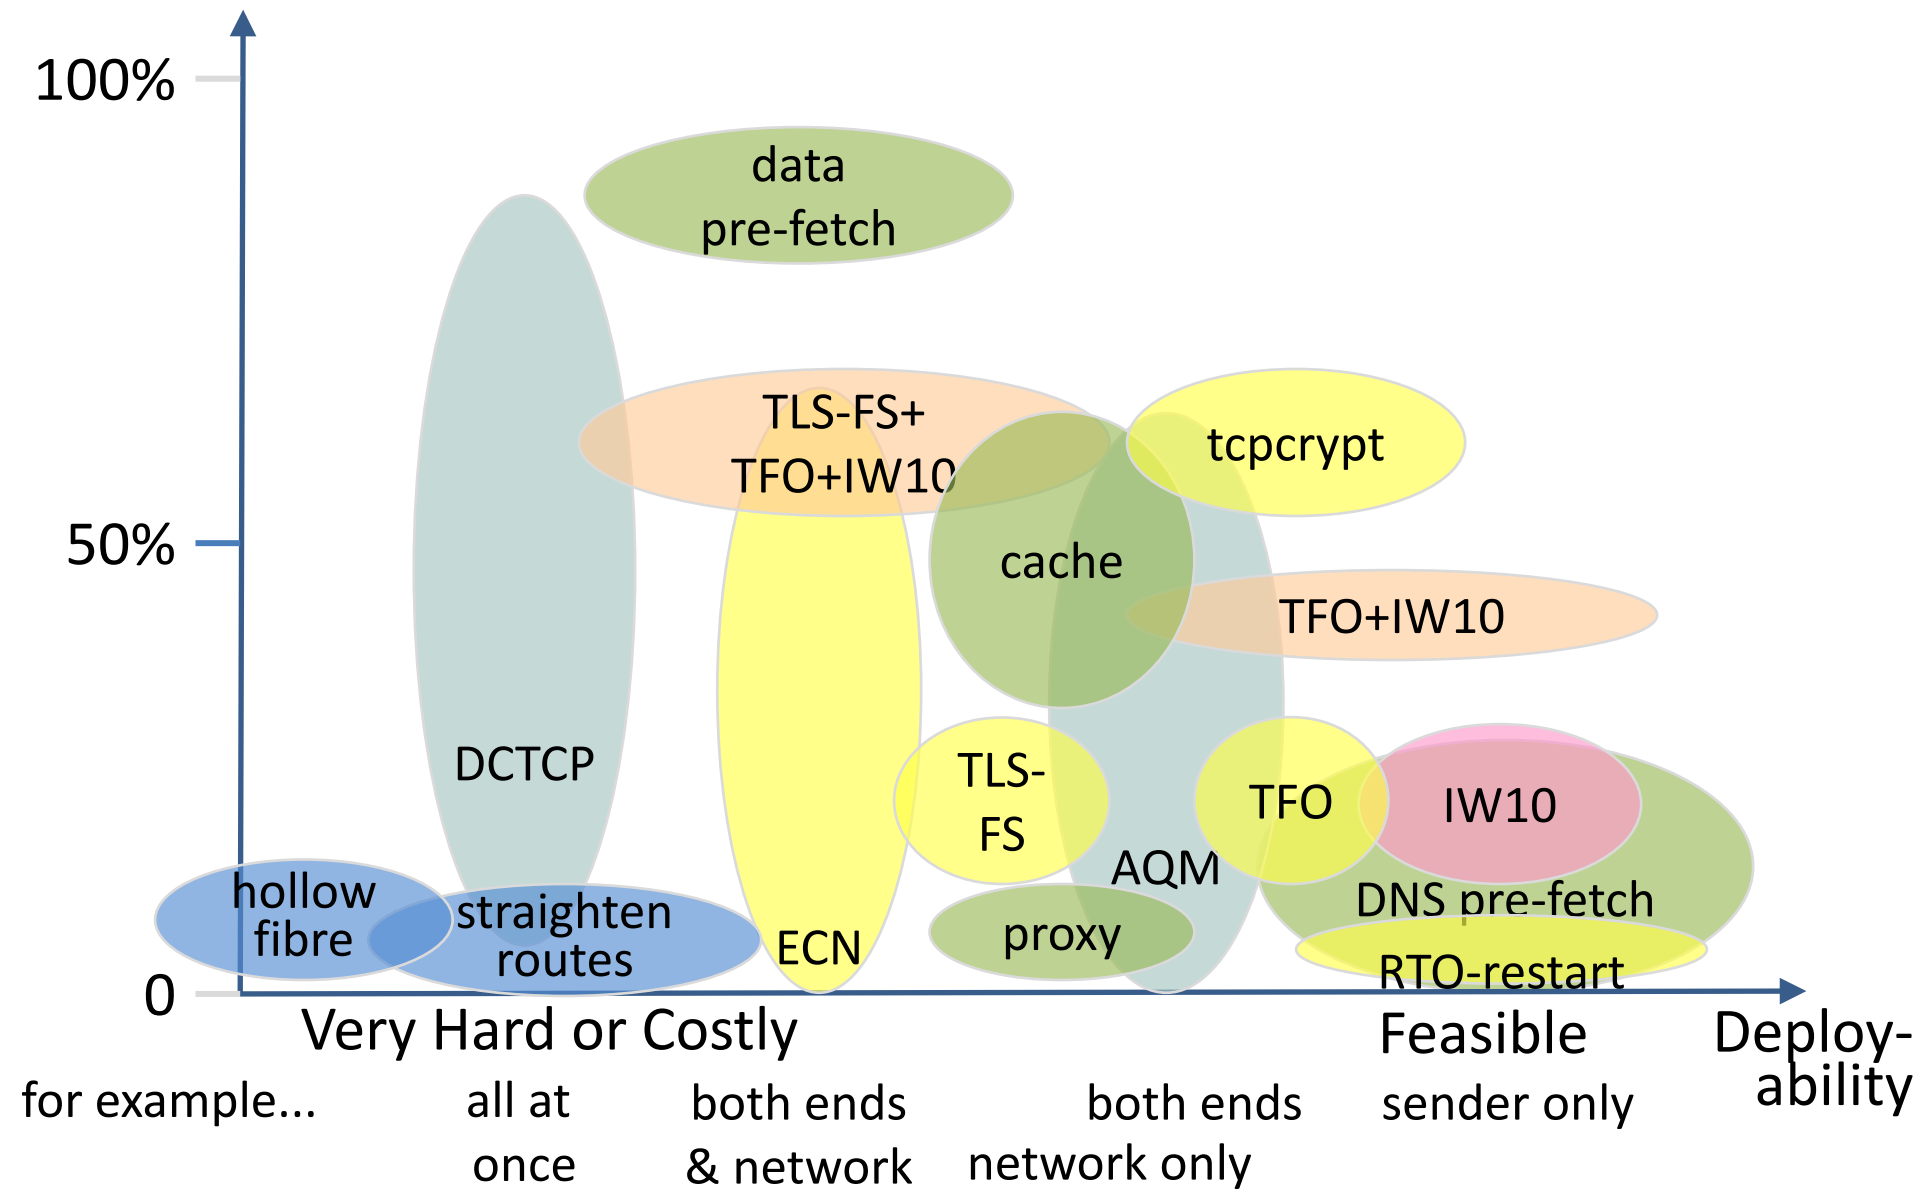 100%
data
pre-fetch
TLS-FS+
TFO+IW10
tcpcrypt
50%
cache
TFO+IW10
DCTCP
TLS-
FS
TFO
IW10
AQM
hollow
fibre
straighten
routes
ECN
proxy
DNS pre-fetch
RTO-restart
0
Very Hard or Costly
Feasible
Deploy-
ability
for example...
all at
once
both ends
& network
both ends
network only
sender only